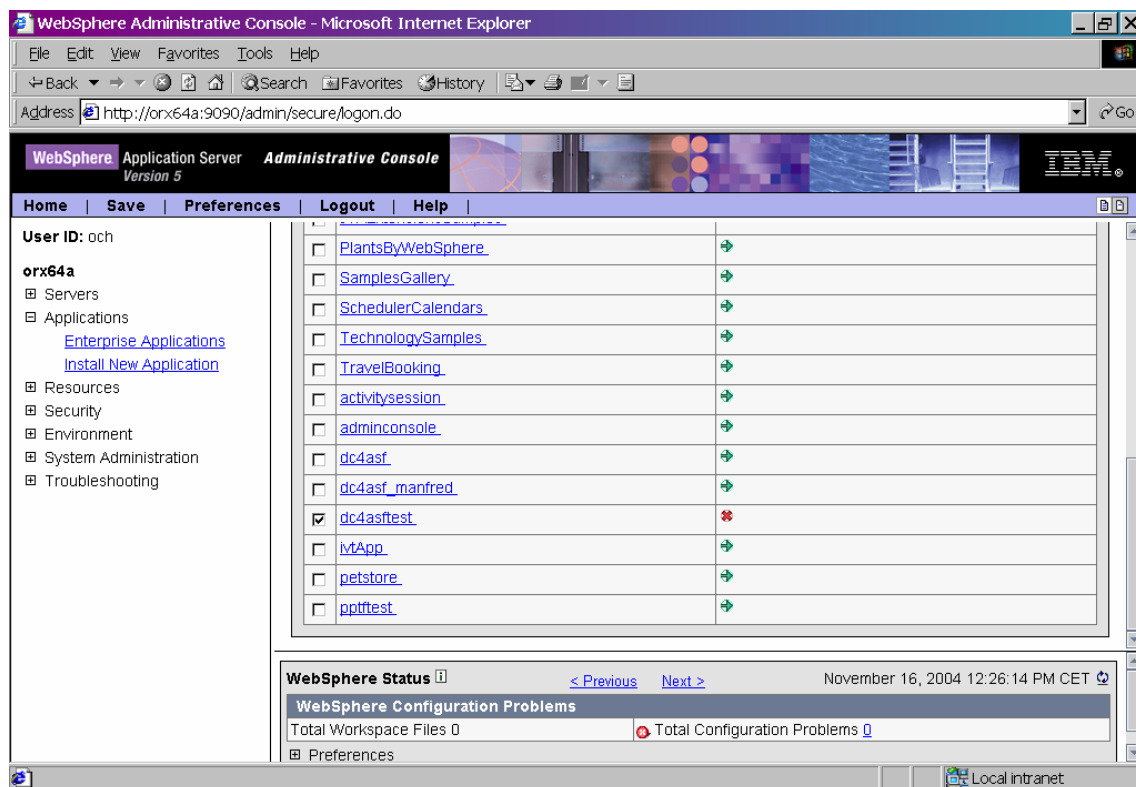 WebSphere Administrative Console - Microsoft Internet Explorer
File Edit View Favorites Tools Help
Back Search Favorites History
Address http://orx64a:9090/admin/secure/logon.do Go
WebSphere Application Server Administrative Console
Version 5
IBM®
Home | Save | Preferences | Logout | Help |
User ID: och
orx64a
Servers
Applications
Enterprise Applications
Install New Application
Resources
Security
Environment
System Administration
Troubleshooting
PlantsByWebSphere
SamplesGallery
SchedulerCalendars
TechnologySamples
TravelBooking
activitysession
adminconsole
dc4asf
dc4asf_manfred
dc4asftest
ivtApp
petstore
pptftest
WebSphere Status i < Previous Next > November 16, 2004 12:26:14 PM CET
WebSphere Configuration Problems
Total Workspace Files 0 Total Configuration Problems 0
Preferences
Local intranet